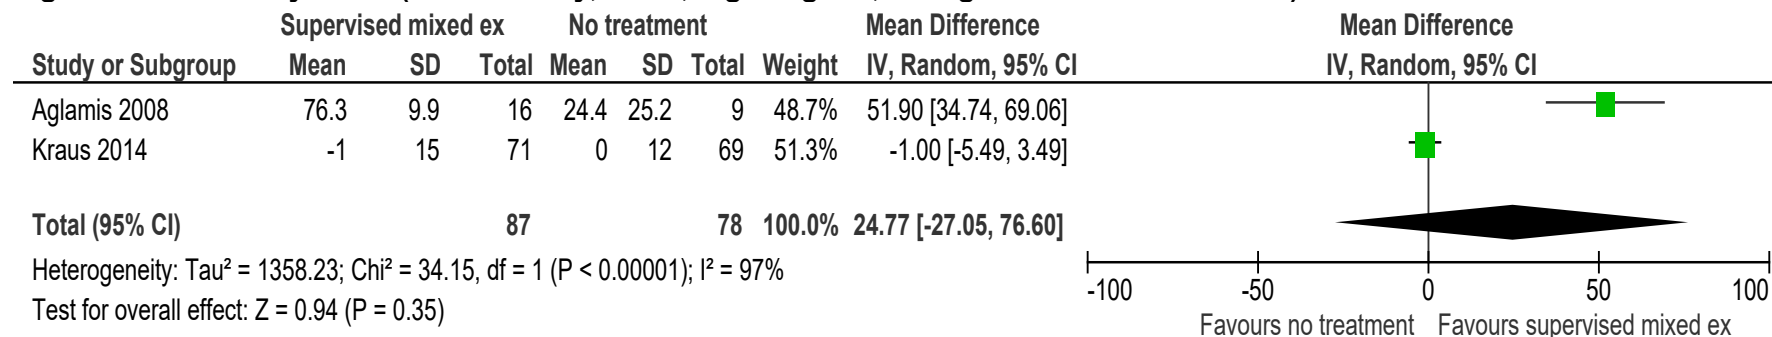 Supervised mixed ex No treatment Mean Difference Mean Difference
Study or Subgroup Mean SD Total Mean SD Total Weight IV, Random, 95% CI IV, Random, 95% CI
Aglamis 2008 76.3 9.9 16 24.4 25.2 9 48.7% 51.90 [34.74, 69.06]
Kraus 2014 -1 15 71 0 12 69 51.3% -1.00 [-5.49, 3.49]
Total (95% CI) 87 78 100.0% 24.77 [-27.05, 76.60]
Heterogeneity: Tau² = 1358.23; Chi² = 34.15, df = 1 (P < 0.00001); I² = 97%
Test for overall effect: Z = 0.94 (P = 0.35)
-100 -50 0 50 100
Favours no treatment Favours supervised mixed ex